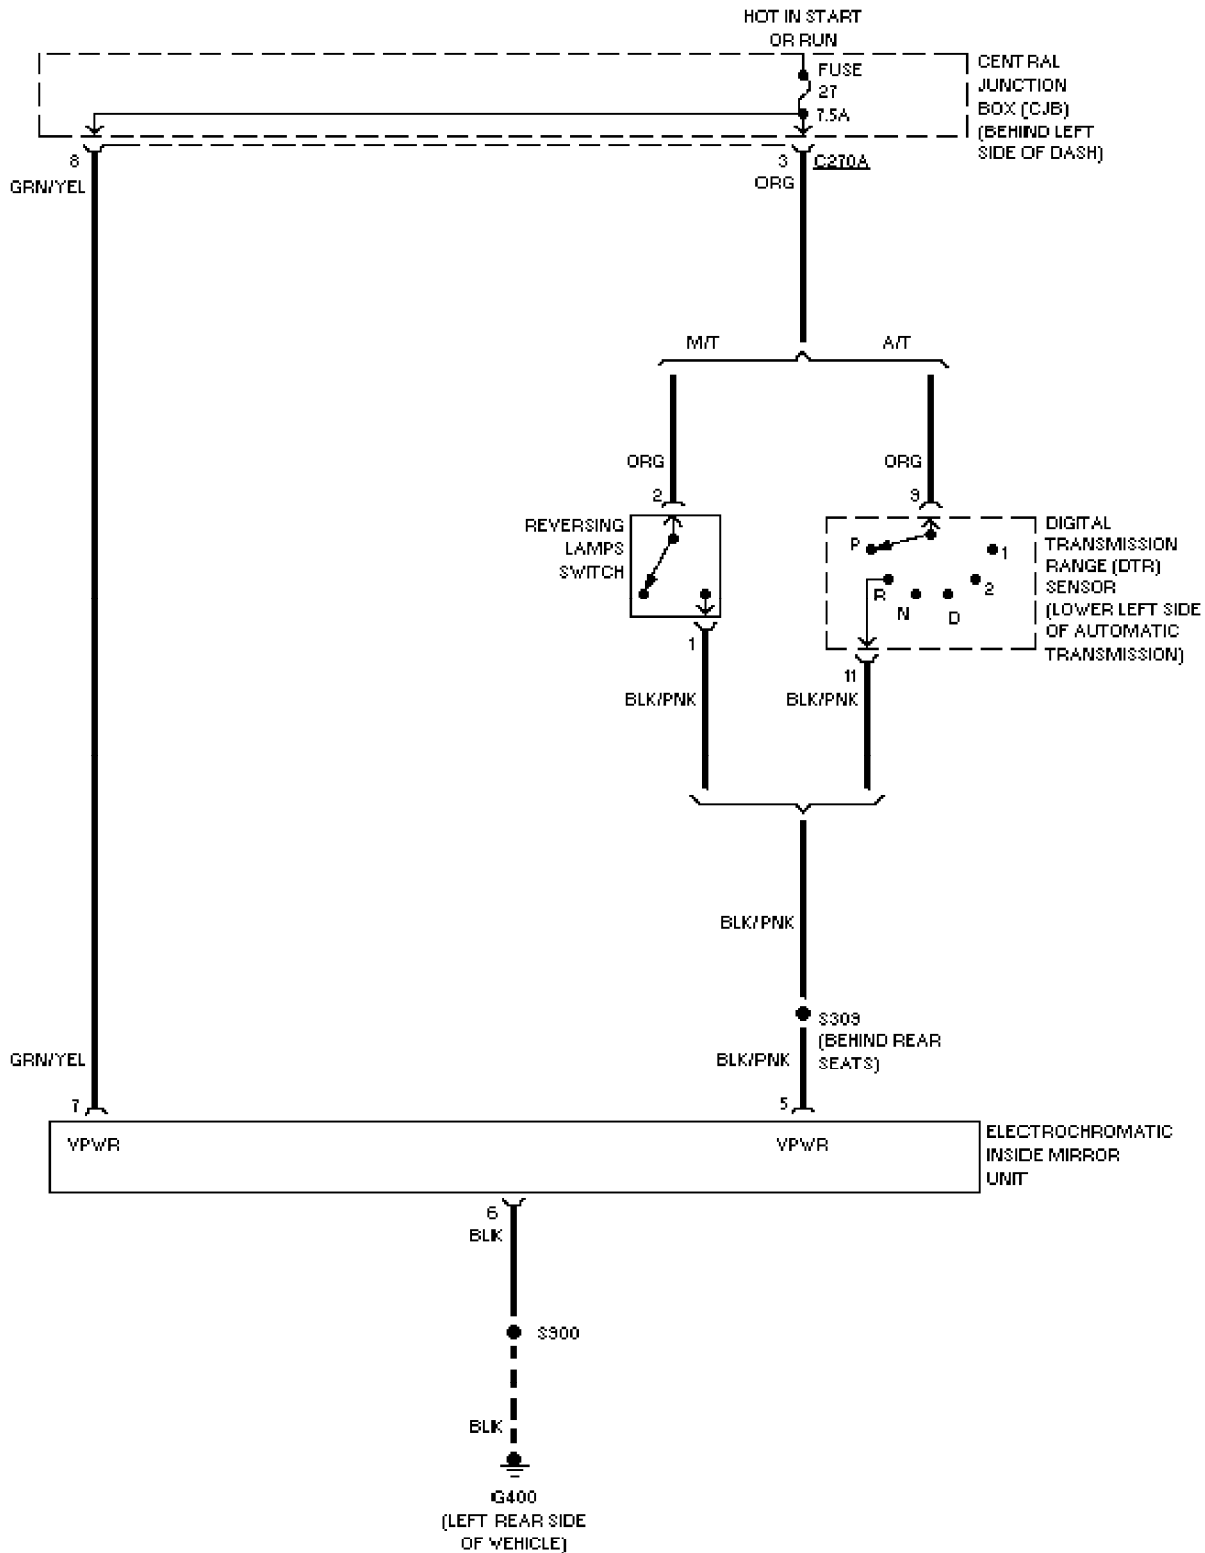 HOT IN START
OR RUN
FUSE
27
7.5A
CENTRAL
JUNCTION
BOX (CJB)
(BEHIND LEFT
SIDE OF DASH)
8
3
C270A
GRN/YEL
ORG
M/T
A/T
ORG
ORG
2
9
REVERSING
LAMPS
SWITCH
P
1
R
2
N
D
DIGITAL
TRANSMISSION
RANGE (DTR)
SENSOR
(LOWER LEFT SIDE
OF AUTOMATIC
TRANSMISSION)
1
11
BLK/PNK
BLK/PNK
BLK/PNK
S309
(BEHIND REAR
SEATS)
GRN/YEL
BLK/PNK
7
5
VPWR
VPWR
ELECTROCHROMATIC
INSIDE MIRROR
UNIT
6
BLK
S900
BLK
G400
(LEFT REAR SIDE
OF VEHICLE)